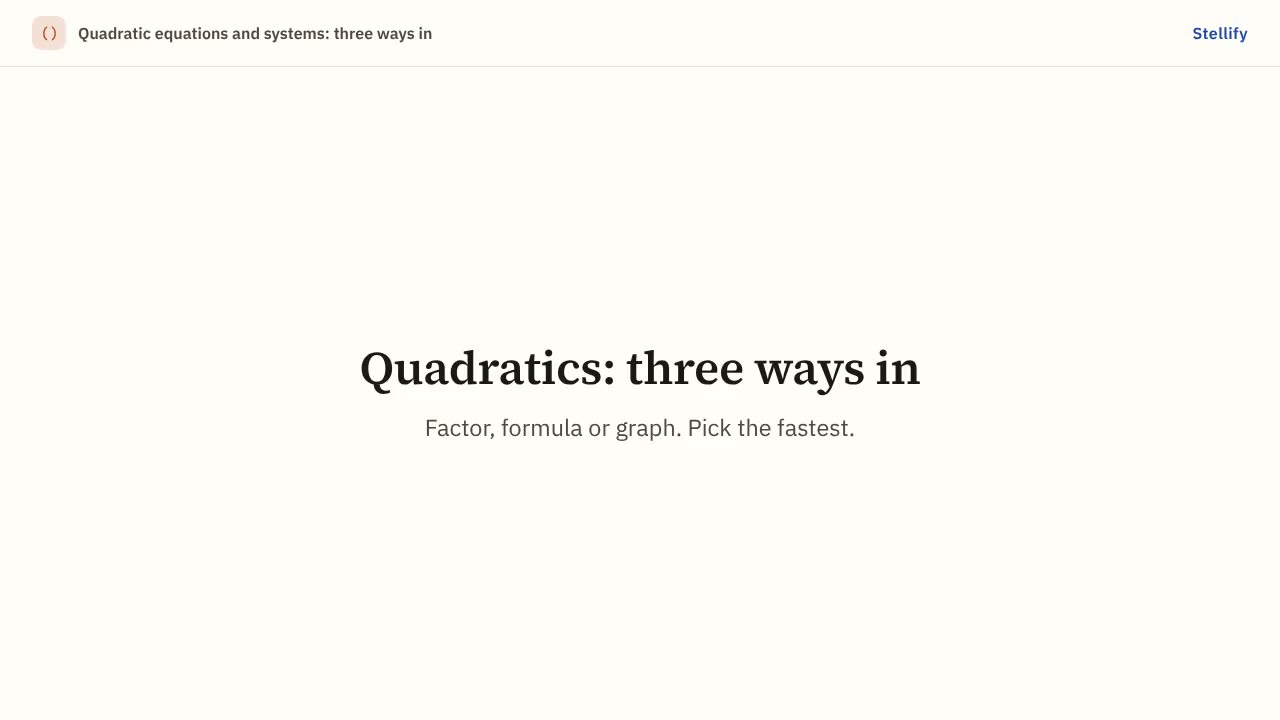 () Quadratic equations and systems: three ways in
Stellify
Quadratics: three ways in
Factor, formula or graph. Pick the fastest.